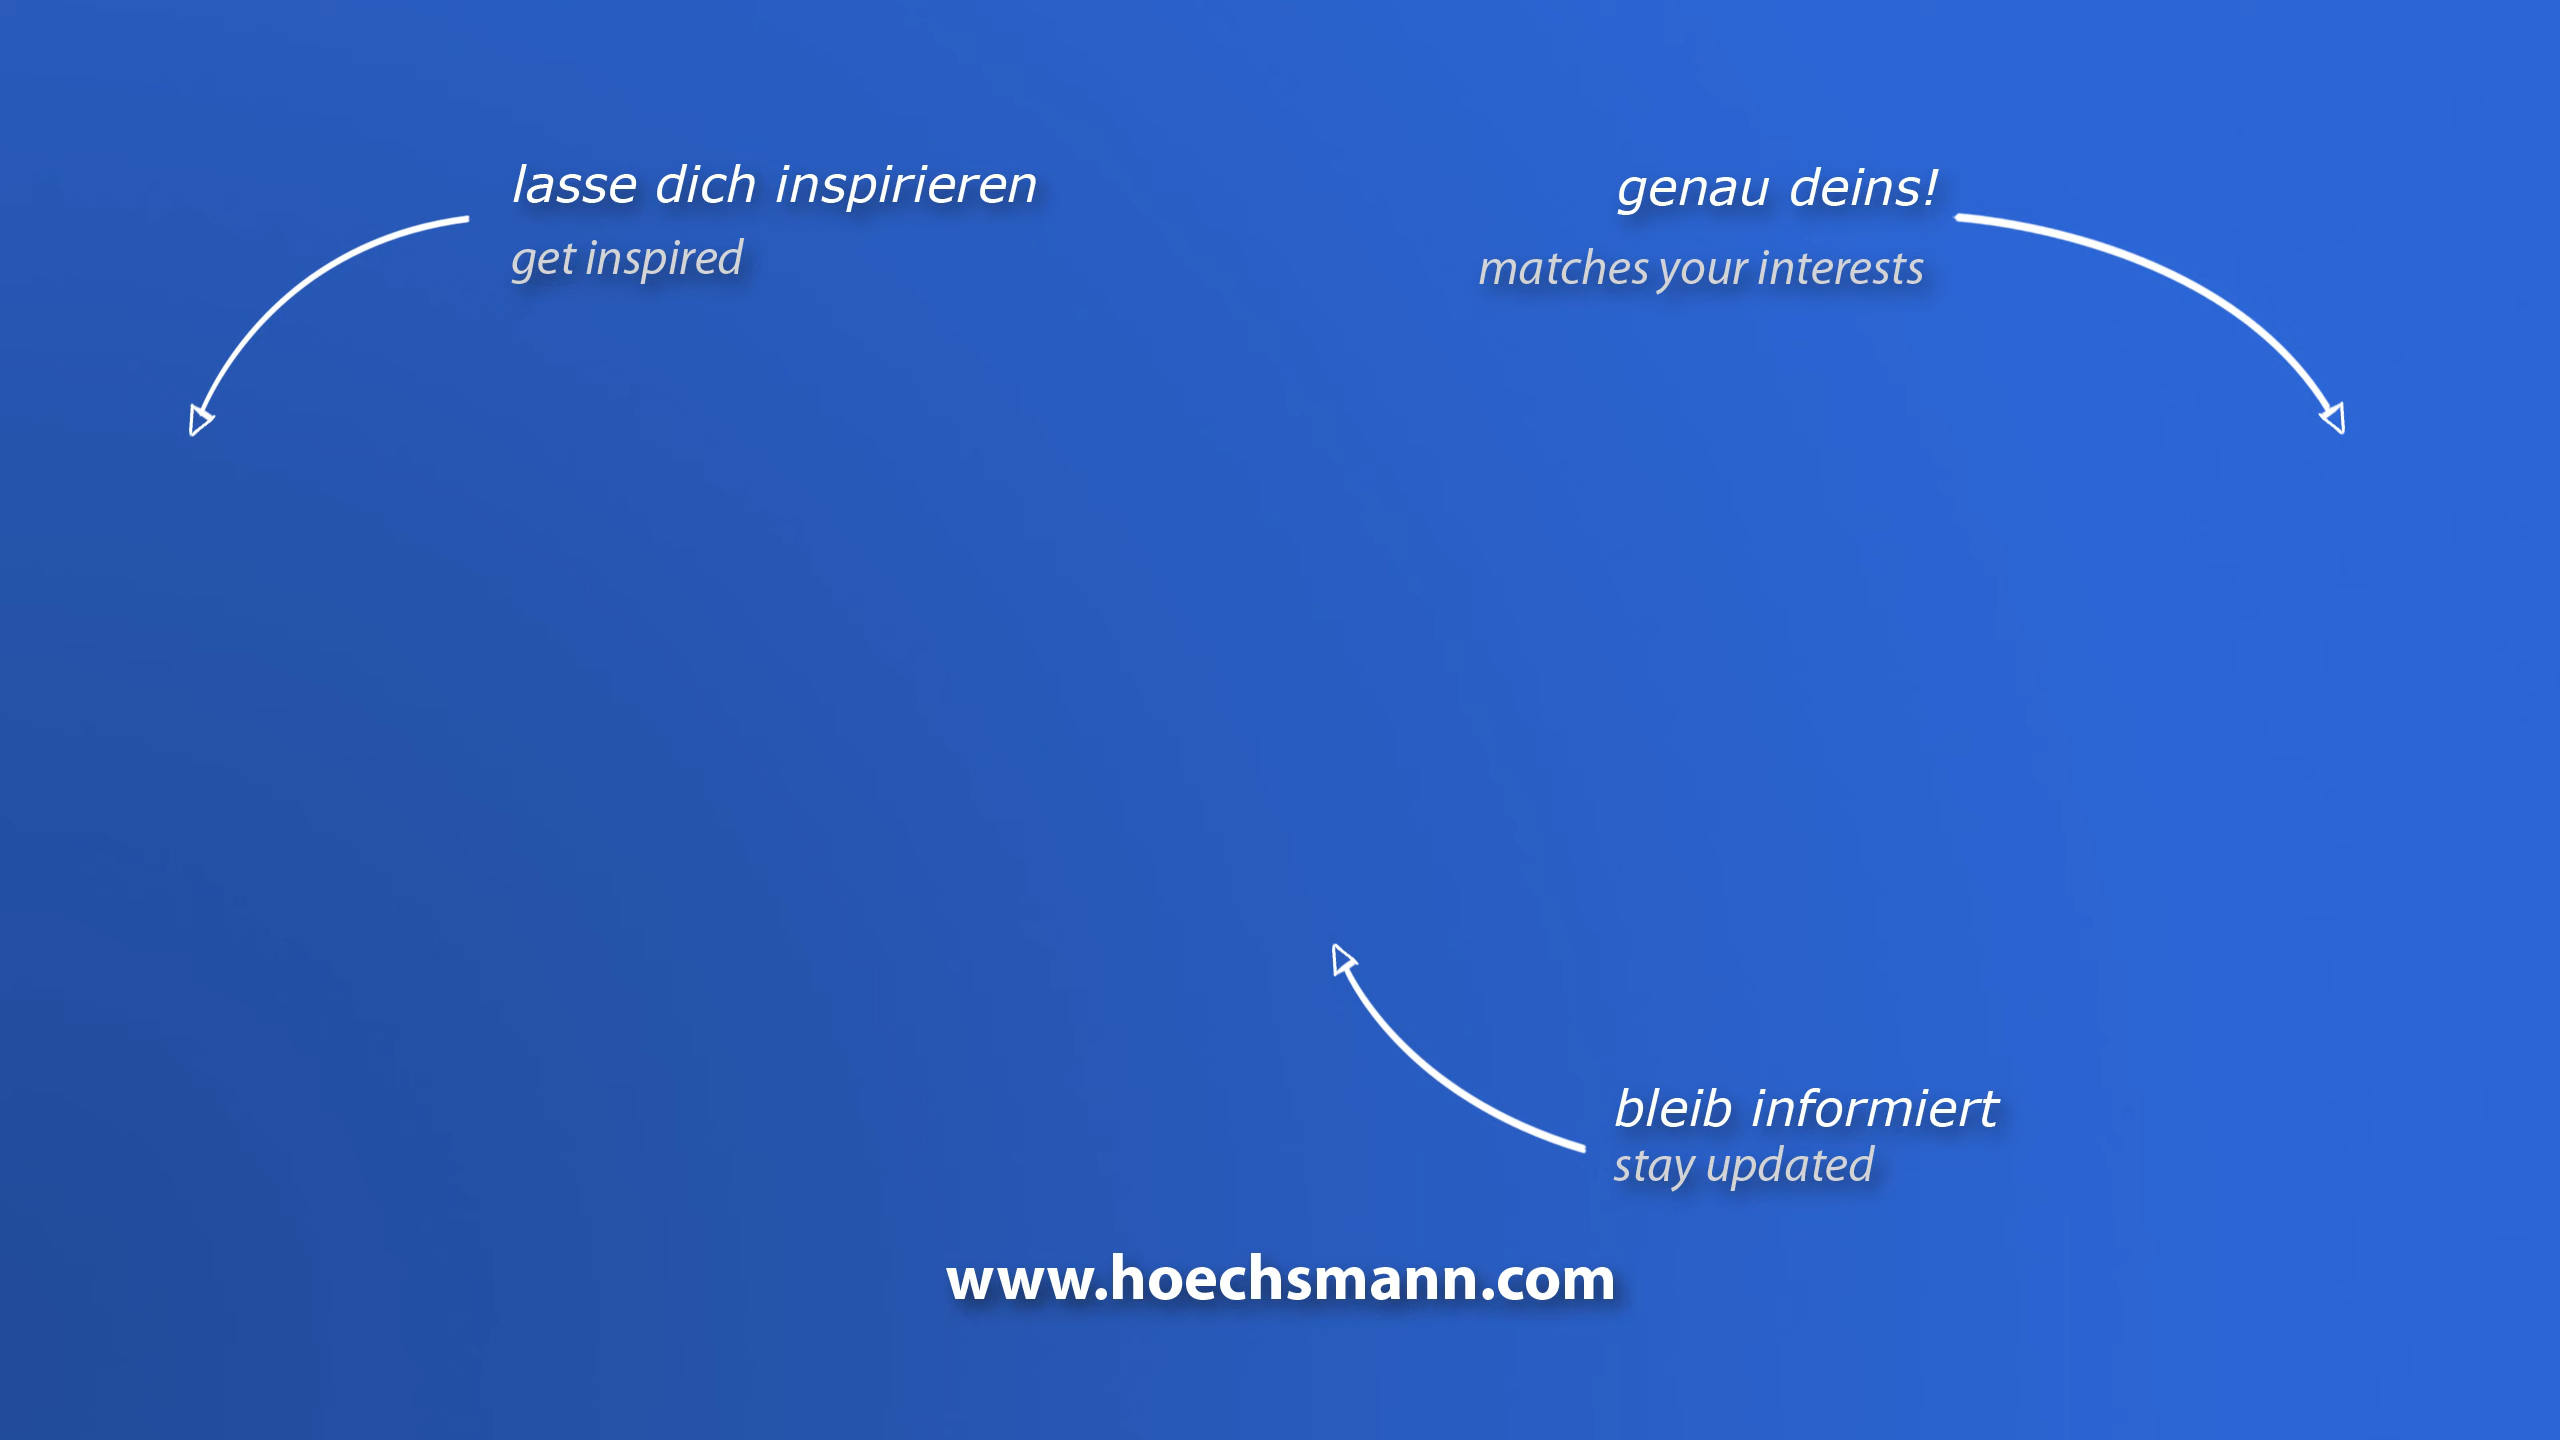 lasse dich inspirieren
get inspired
genau deins!
matches your interests
bleib informiert
stay updated
www.hoechsmann.com